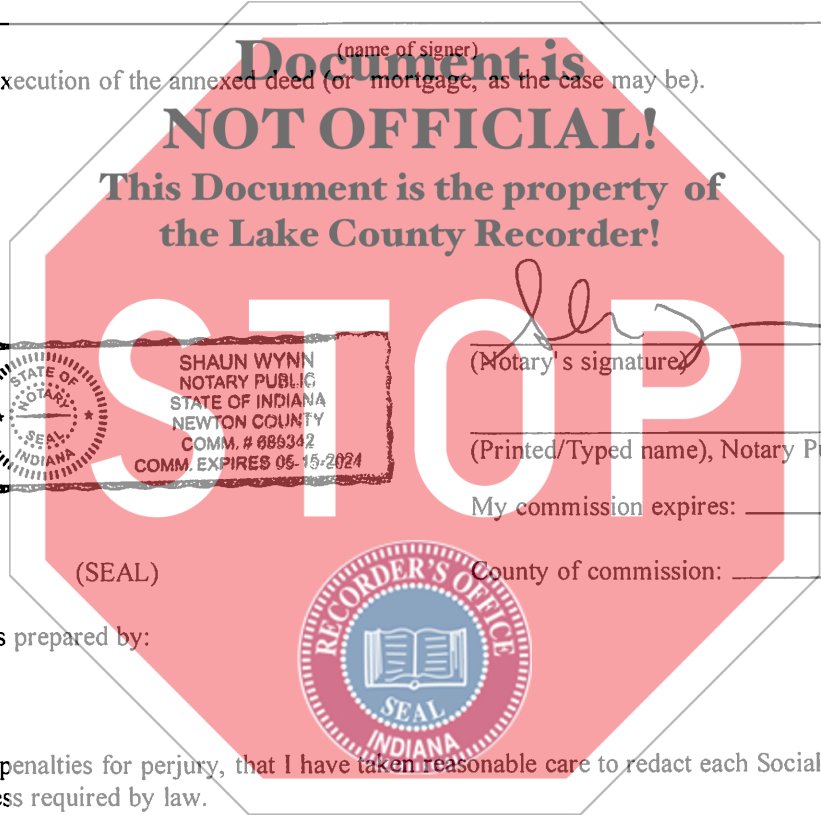 (name of signer)
Document is
xecution of the annexed deed (or mortgage, as the case may be).
NOT OFFICIAL!
This Document is the property of
the Lake County Recorder!
STOP
STATE OF
NOTARY
SEAL
INDIANA
SHAUN WYNN
NOTARY PUBLIC
STATE OF INDIANA
NEWTON COUNTY
COMM. # 686342
COMM. EXPIRES 05-15-2024
(Notary's signature)
(Printed/Typed name), Notary Pu
My commission expires:
(SEAL)
County of commission:
RECORDER'S OFFICE
SEAL
INDIANA
s prepared by:
penalties for perjury, that I have taken reasonable care to redact each Social
ess required by law.